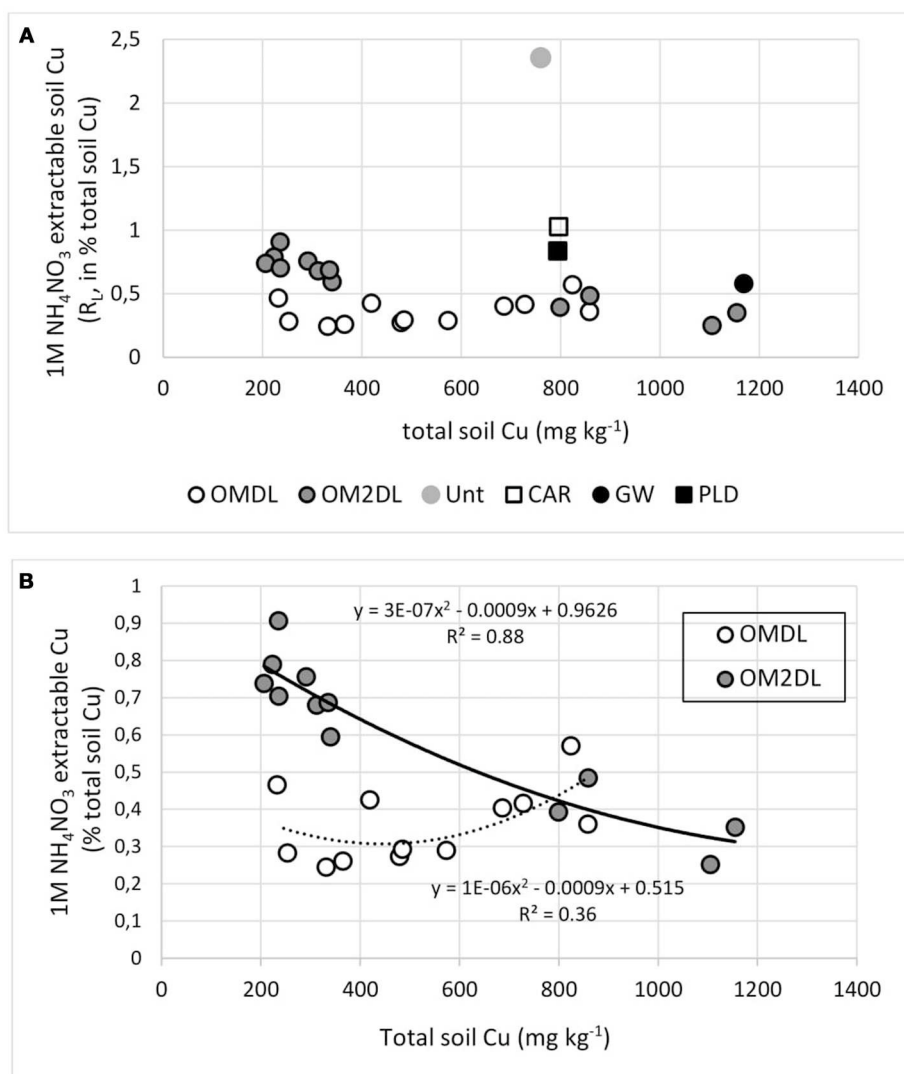 A
2,5
2
1,5
1
0,5
0
1M NH₄NO₃ extractable soil Cu
(R_L, in % total soil Cu)
0 200 400 600 800 1000 1200 1400
total soil Cu (mg kg⁻¹)
OMDL OM2DL Unt CAR GW PLD
B
1
0,9
0,8
0,7
0,6
0,5
0,4
0,3
0,2
0,1
0
1M NH₄NO₃ extractable Cu
(% total soil Cu)
y = 3E-07x² - 0.0009x + 0.9626
R² = 0.88
OMDL
OM2DL
y = 1E-06x² - 0.0009x + 0.515
R² = 0.36
0 200 400 600 800 1000 1200 1400
Total soil Cu (mg kg⁻¹)